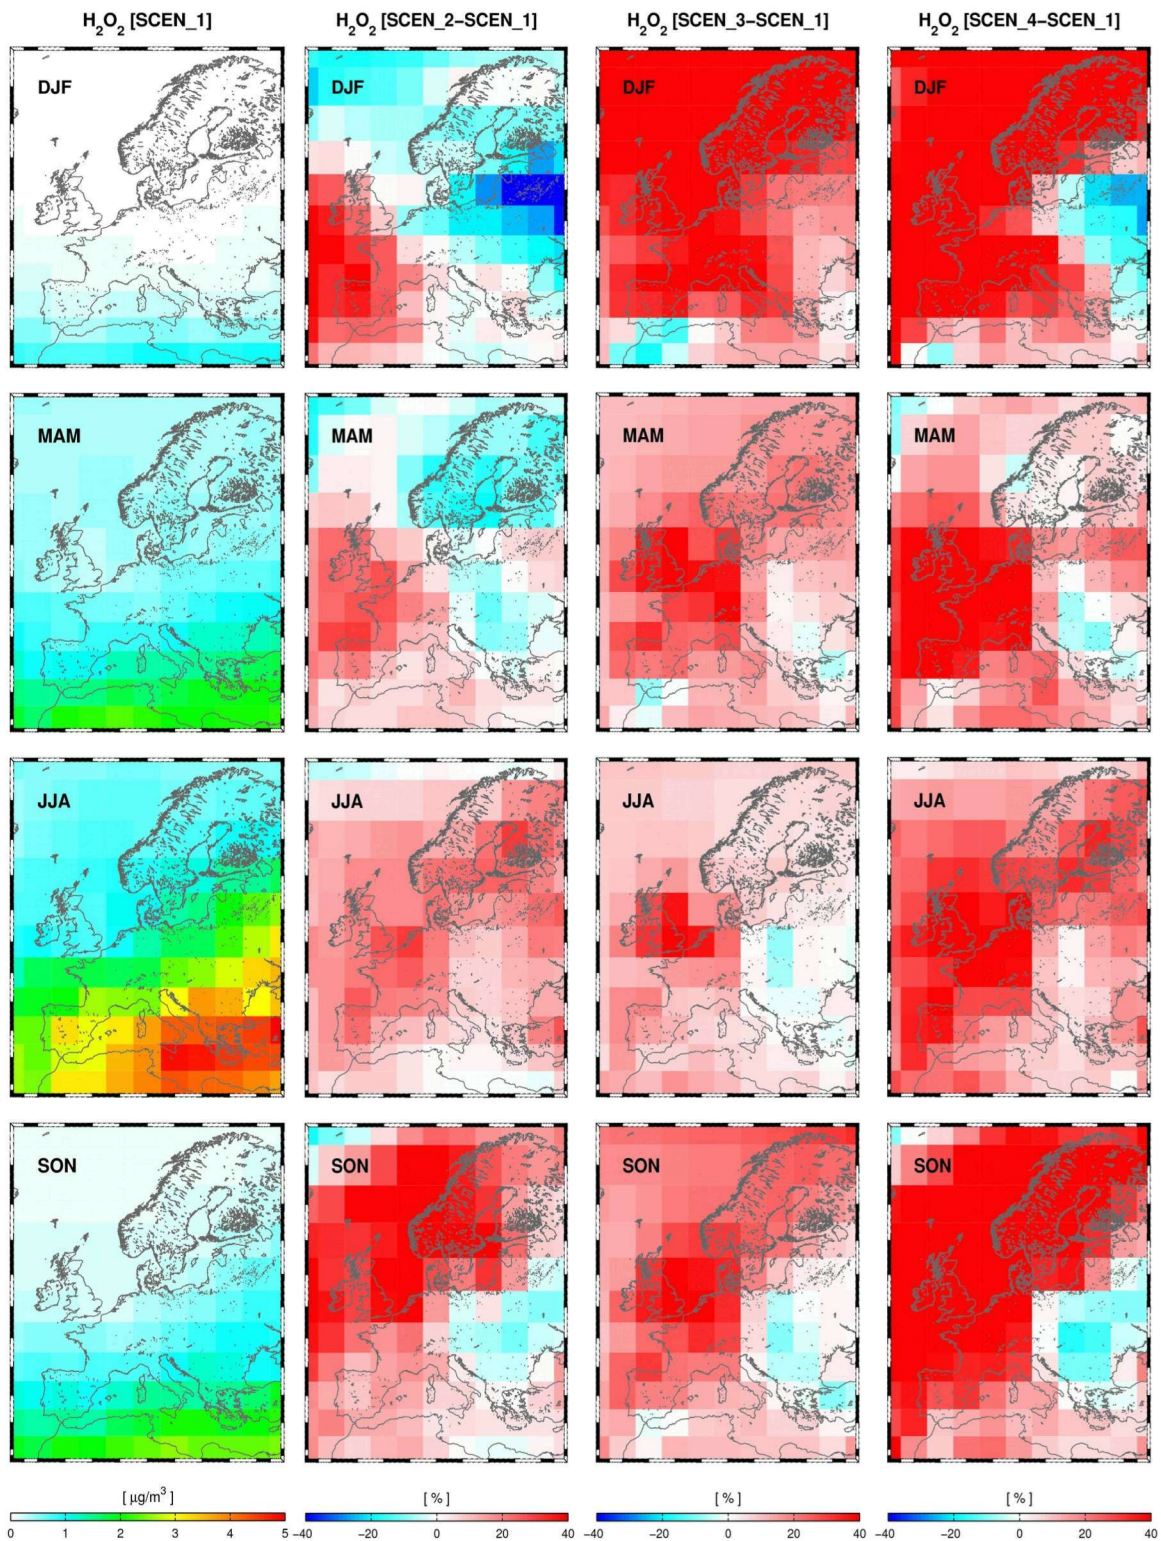 H2O2 [SCEN_1] H2O2 [SCEN_2−SCEN_1] H2O2 [SCEN_3−SCEN_1] H2O2 [SCEN_4−SCEN_1]
DJF DJF DJF DJF
MAM MAM MAM MAM
JJA JJA JJA JJA
SON SON SON SON
[ μg/m3 ] [ % ] [ % ] [ % ]
0 1 2 3 4 5 −40 −20 0 20 40 −40 −20 0 20 40 −40 −20 0 20 40